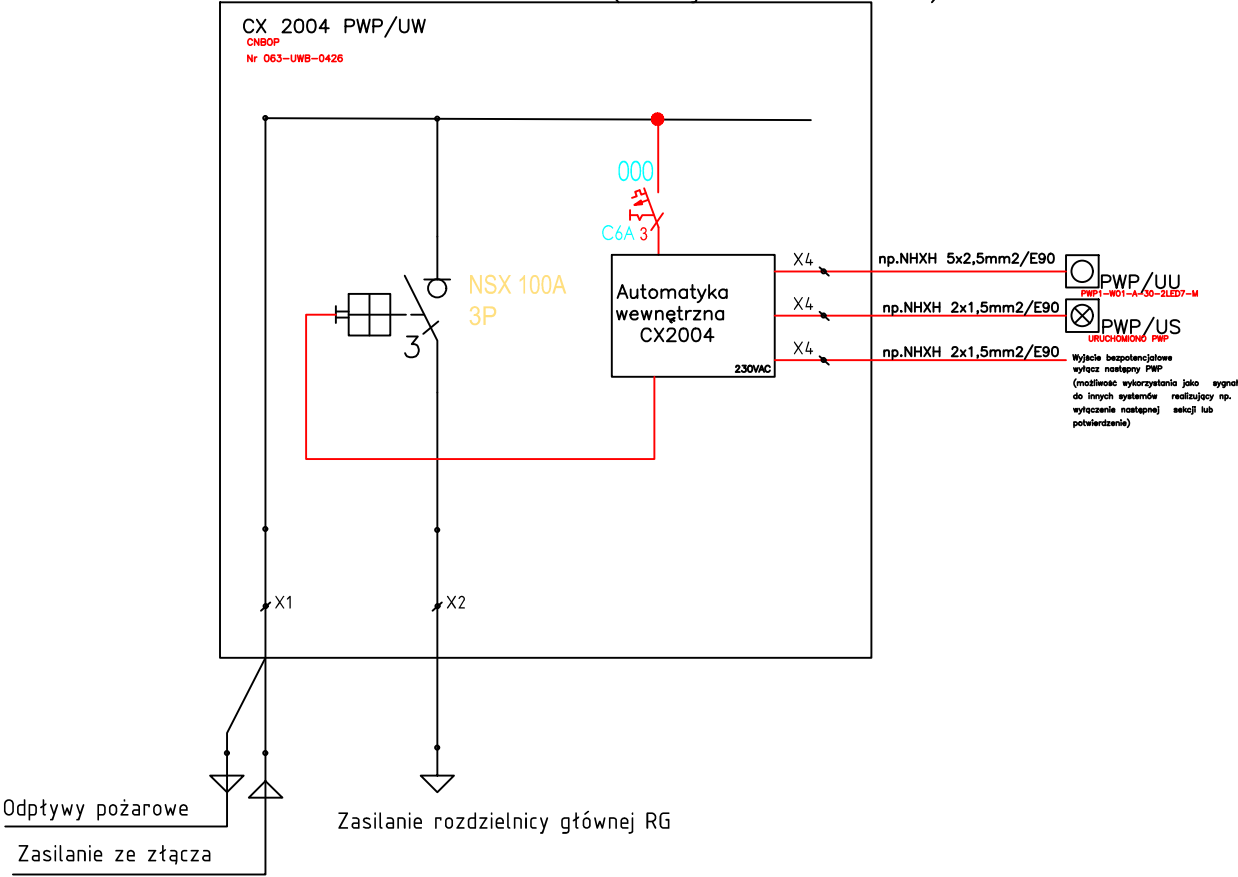 CX 2004 PWP/UW
CNBOP
Nr 063-UWB-0426
000
C6A 3
NSX 100A
3P
3
Automatyka
wewnętrzna
CX2004
230VAC
X4
np.NHXH 5x2,5mm2/E90
PWP/UU
PWP1-W01-A-30-2LED7-M
X4
np.NHXH 2x1,5mm2/E90
PWP/US
URUCHOMIONO PWP
X4
np.NHXH 2x1,5mm2/E90
Wyjście bezpotencjałowe
wyłącz następny PWP
(możliwość wykorzystania jako sygnał
do innych systemów realizujący np.
wyłączenie następnej sekcji lub
potwierdzenie)
X1
X2
Odpływy pożarowe
Zasilanie ze złącza
Zasilanie rozdzielnicy głównej RG